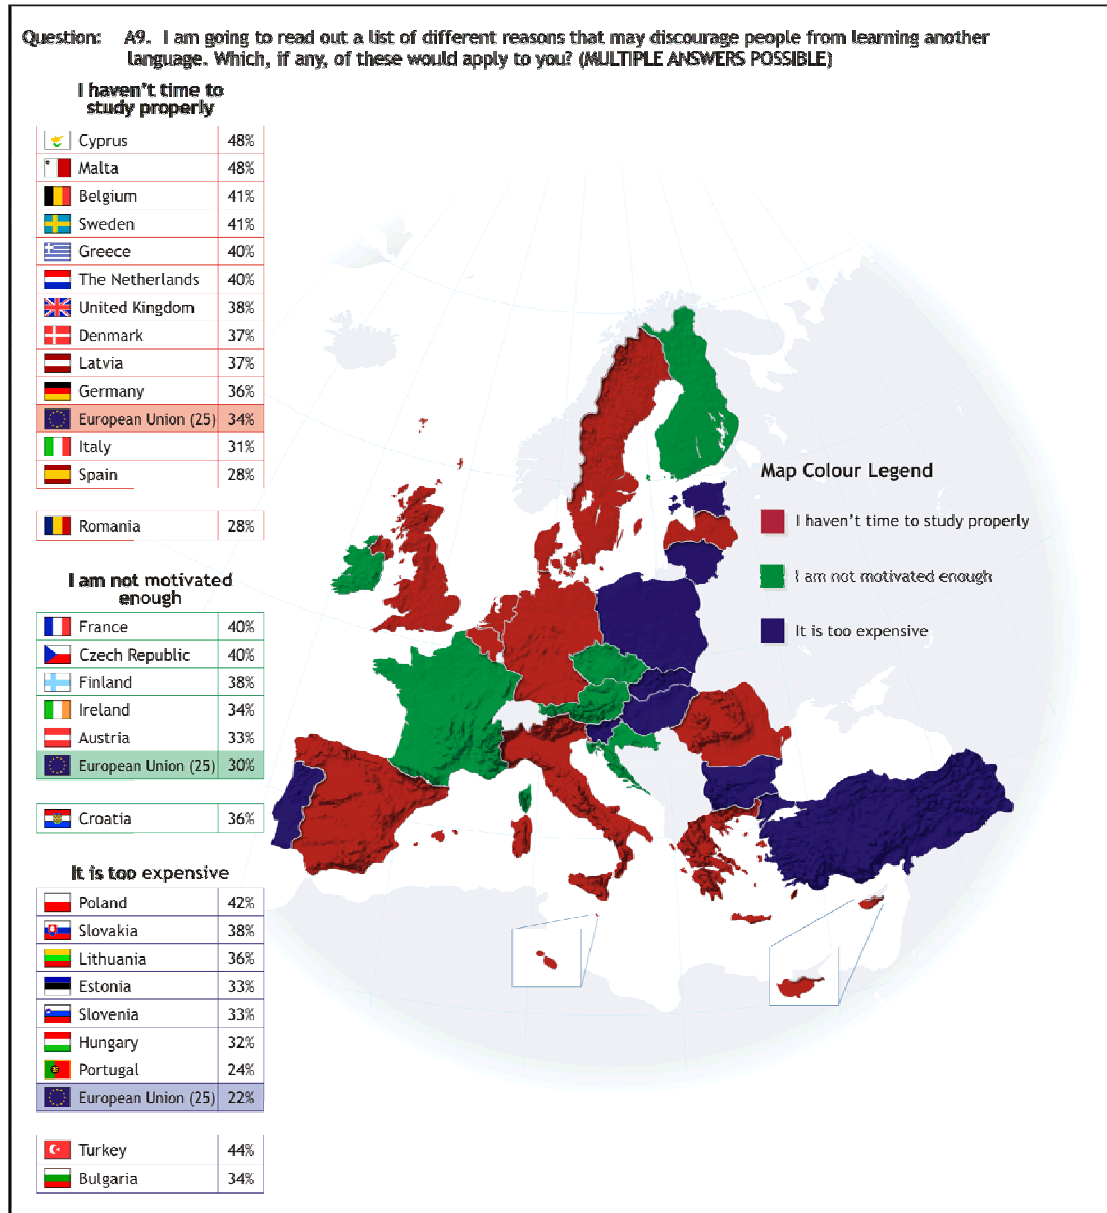 Question: A9. I am going to read out a list of different reasons that may discourage people from learning another
language. Which, if any, of these would apply to you? (MULTIPLE ANSWERS POSSIBLE)
I haven't time to
study properly
Cyprus 48%
Malta 48%
Belgium 41%
Sweden 41%
Greece 40%
The Netherlands 40%
United Kingdom 38%
Denmark 37%
Latvia 37%
Germany 36%
European Union (25) 34%
Italy 31%
Spain 28%
Romania 28%
I am not motivated
enough
France 40%
Czech Republic 40%
Finland 38%
Ireland 34%
Austria 33%
European Union (25) 30%
Croatia 36%
It is too expensive
Poland 42%
Slovakia 38%
Lithuania 36%
Estonia 33%
Slovenia 33%
Hungary 32%
Portugal 24%
European Union (25) 22%
Turkey 44%
Bulgaria 34%
Map Colour Legend
I haven't time to study properly
I am not motivated enough
It is too expensive